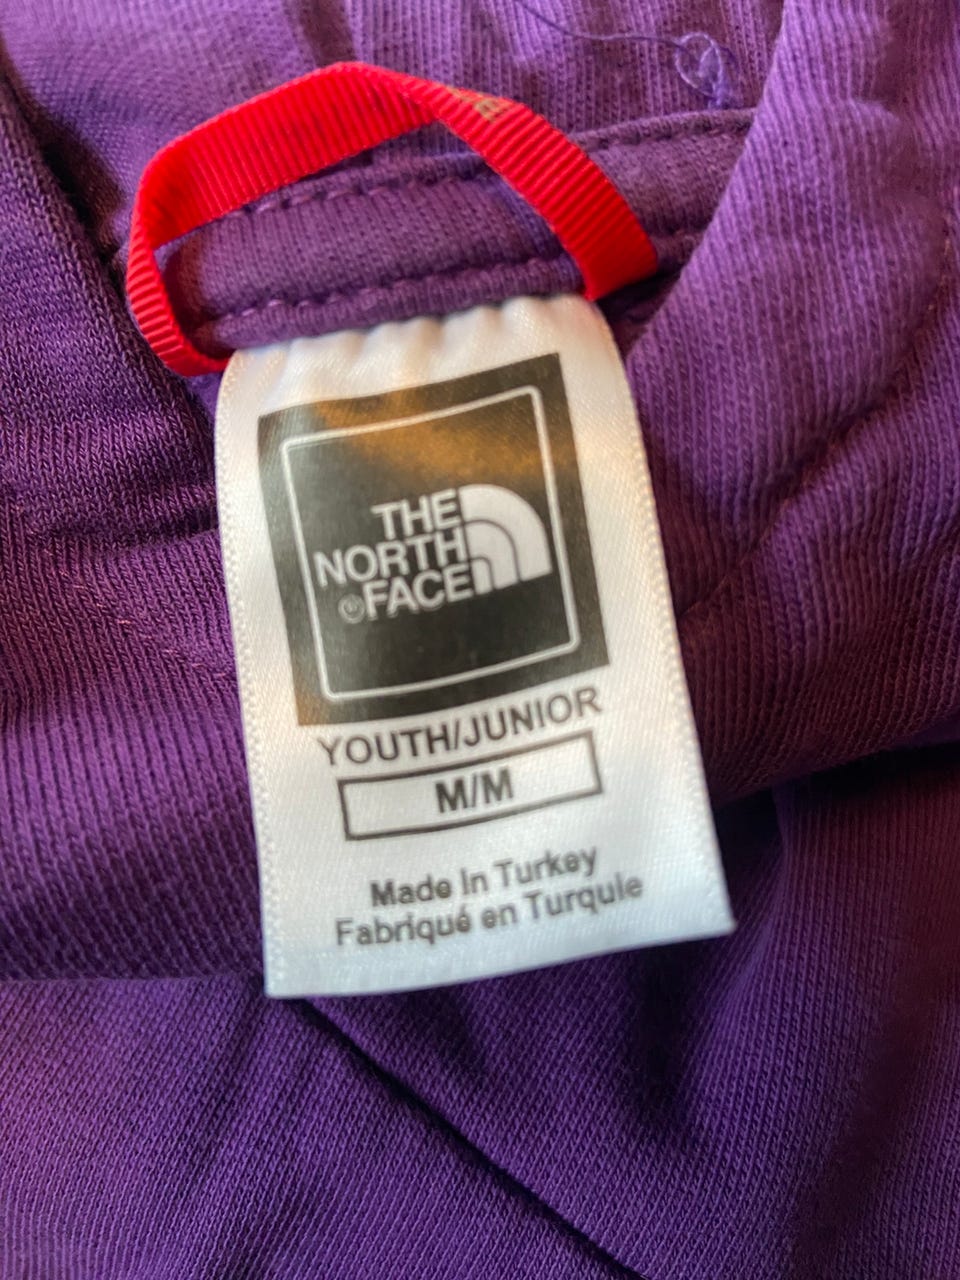 THE
NORTH
FACE
YOUTH/JUNIOR
M/M
Made In Turkey
Fabriqué en Turquie